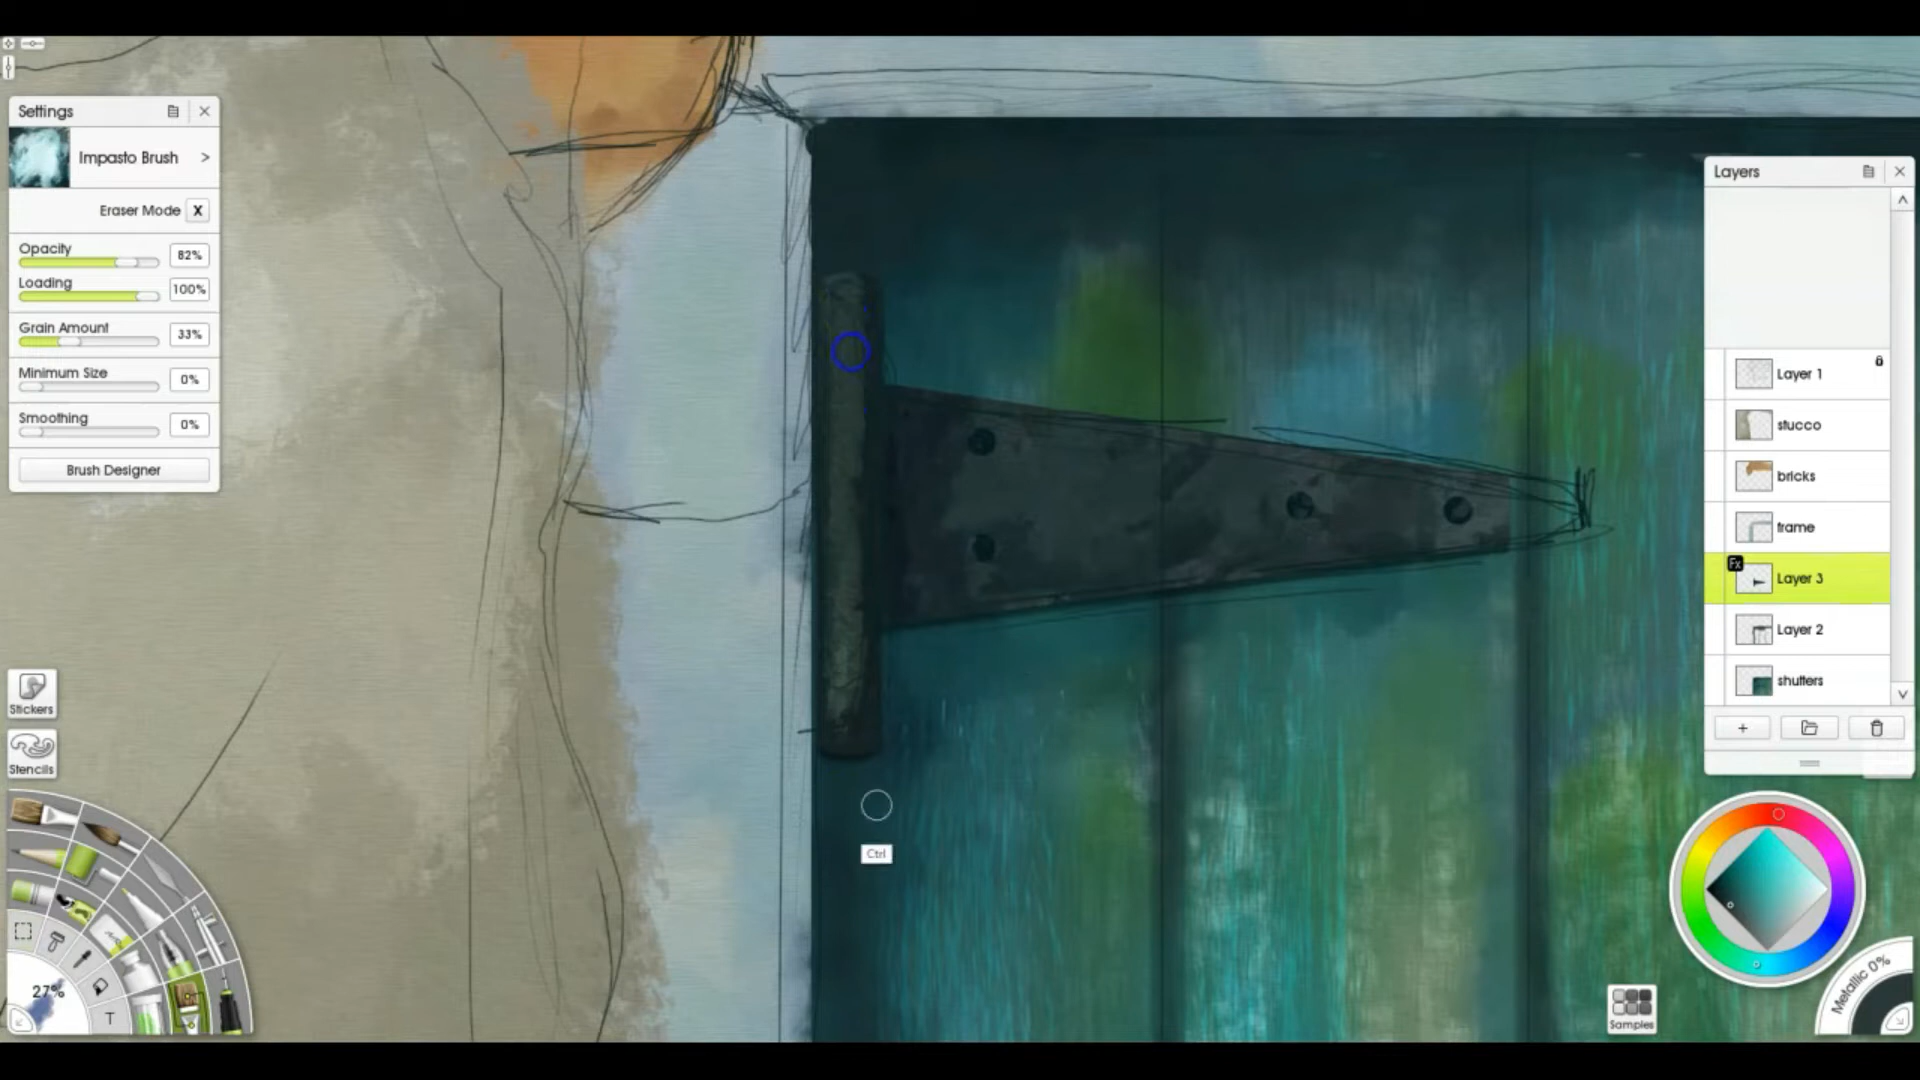 Settings
Impasto Brush >
Eraser Mode X
Opacity 82%
Loading 100%
Grain Amount 33%
Minimum Size 0%
Smoothing 0%
Brush Designer
Stickers
Stencils
27%
T
Ctrl
Layers
Layer 1
stucco
bricks
frame
Fx Layer 3
Layer 2
shutters
+
Samples
Metallic 0%